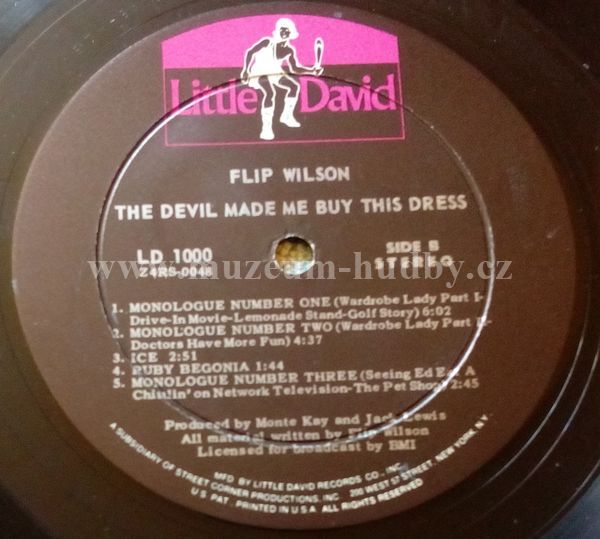 Little David
FLIP WILSON
THE DEVIL MADE ME BUY THIS DRESS
LD 1000
Z4RS-0048
SIDE B
STEREO
www.muzeum-hudby.cz
1. MONOLOGUE NUMBER ONE (Wardrobe Lady Part I-
Drive-In Movie-Lemonade Stand-Golf Story) 6:02
2. MONOLOGUE NUMBER TWO (Wardrobe Lady Part II-
Doctors Have More Fun) 4:37
3. ICE 2:51
4. RUBY BEGONIA 1:44
5. MONOLOGUE NUMBER THREE (Seeing Ed Eat A
Chitlin' on Network Television-The Pet Shop) 2:45
Produced by Monte Kay and Jack Lewis
All material written by Flip Wilson
Licensed for broadcast by BMI
MFD BY LITTLE DAVID RECORDS CO., INC.
A SUBSIDIARY OF STREET CORNER PRODUCTIONS, INC. 200 WEST 57 STREET, NEW YORK, N.Y.
U.S. PAT. PRINTED IN U.S.A. ALL RIGHTS RESERVED